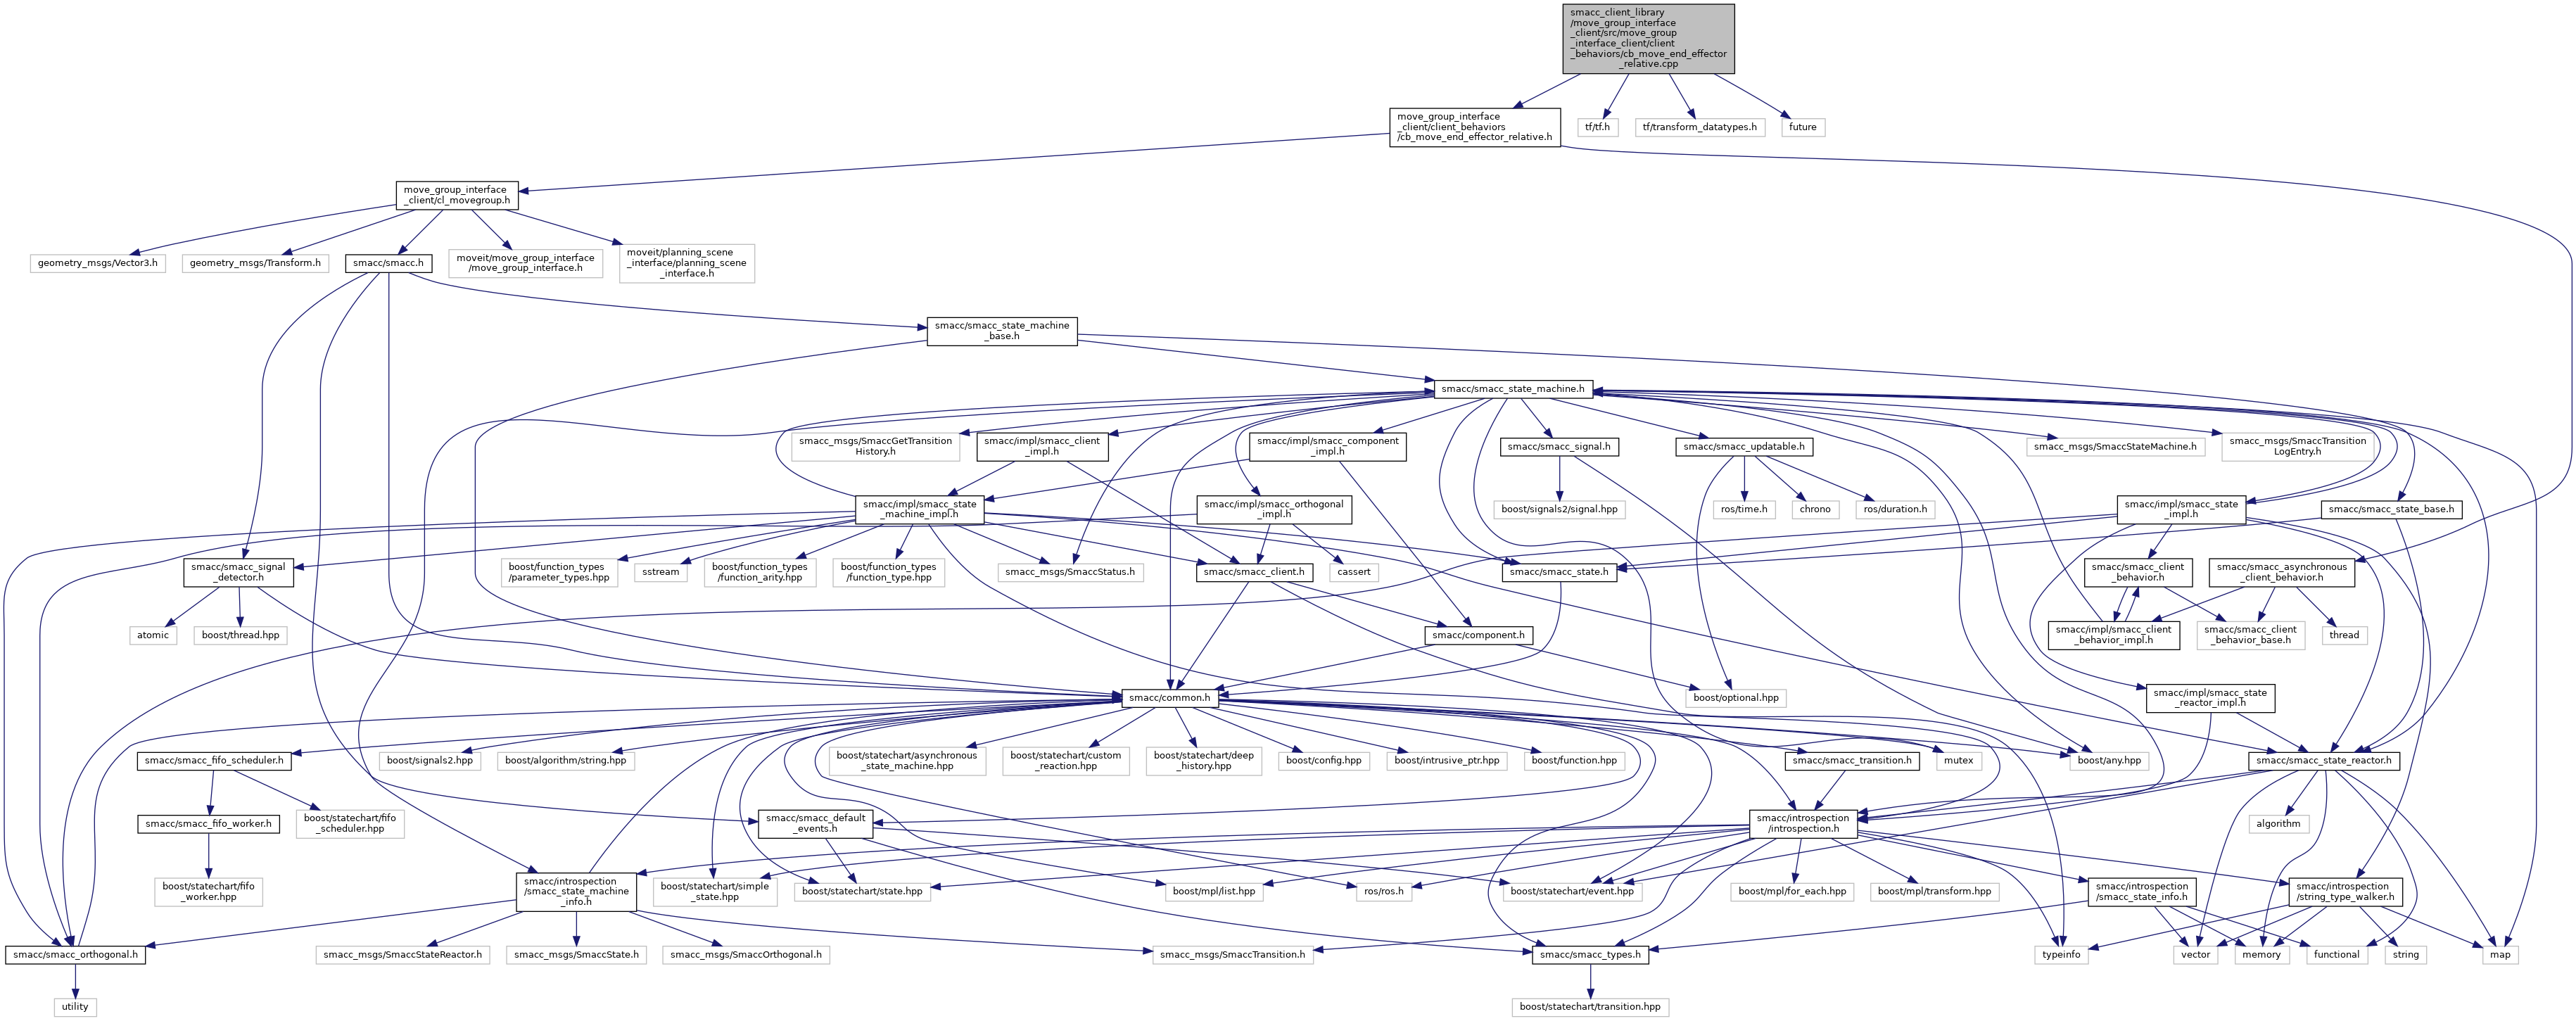 smacc_client_library
/move_group_interface
_client/src/move_group
_interface_client/client
_behaviors/cb_move_end_effector
_relative.cpp
move_group_interface
_client/client_behaviors
/cb_move_end_effector_relative.h
tf/tf.h
tf/transform_datatypes.h
future
move_group_interface
_client/cl_movegroup.h
geometry_msgs/Vector3.h
geometry_msgs/Transform.h
smacc/smacc.h
moveit/move_group_interface
/move_group_interface.h
moveit/planning_scene
_interface/planning_scene
_interface.h
smacc/smacc_state_machine
_base.h
smacc/smacc_state_machine.h
smacc_msgs/SmaccGetTransition
History.h
smacc/impl/smacc_client
_impl.h
smacc/impl/smacc_component
_impl.h
smacc/smacc_signal.h
smacc/smacc_updatable.h
smacc_msgs/SmaccStateMachine.h
smacc_msgs/SmaccTransition
LogEntry.h
smacc/impl/smacc_state
_machine_impl.h
smacc/impl/smacc_orthogonal
_impl.h
boost/signals2/signal.hpp
ros/time.h
chrono
ros/duration.h
smacc/impl/smacc_state
_impl.h
smacc/smacc_state_base.h
smacc/smacc_signal
_detector.h
boost/function_types
/parameter_types.hpp
sstream
boost/function_types
/function_arity.hpp
boost/function_types
/function_type.hpp
smacc_msgs/SmaccStatus.h
smacc/smacc_client.h
cassert
smacc/smacc_state.h
smacc/smacc_client
_behavior.h
smacc/smacc_asynchronous
_client_behavior.h
atomic
boost/thread.hpp
smacc/component.h
smacc/impl/smacc_client
_behavior_impl.h
smacc/smacc_client
_behavior_base.h
thread
smacc/common.h
boost/optional.hpp
smacc/impl/smacc_state
_reactor_impl.h
smacc/smacc_fifo_scheduler.h
boost/signals2.hpp
boost/algorithm/string.hpp
boost/statechart/asynchronous
_state_machine.hpp
boost/statechart/custom
_reaction.hpp
boost/statechart/deep
_history.hpp
boost/config.hpp
boost/intrusive_ptr.hpp
boost/function.hpp
smacc/smacc_transition.h
mutex
boost/any.hpp
smacc/smacc_state_reactor.h
smacc/smacc_fifo_worker.h
boost/statechart/fifo
_scheduler.hpp
smacc/smacc_default
_events.h
smacc/introspection
/introspection.h
algorithm
boost/statechart/fifo
_worker.hpp
smacc/introspection
/smacc_state_machine
_info.h
boost/statechart/simple
_state.hpp
boost/statechart/state.hpp
boost/mpl/list.hpp
ros/ros.h
boost/statechart/event.hpp
boost/mpl/for_each.hpp
boost/mpl/transform.hpp
smacc/introspection
/smacc_state_info.h
smacc/introspection
/string_type_walker.h
smacc/smacc_orthogonal.h
smacc_msgs/SmaccStateReactor.h
smacc_msgs/SmaccState.h
smacc_msgs/SmaccOrthogonal.h
smacc_msgs/SmaccTransition.h
smacc/smacc_types.h
typeinfo
vector
memory
functional
string
map
utility
boost/statechart/transition.hpp